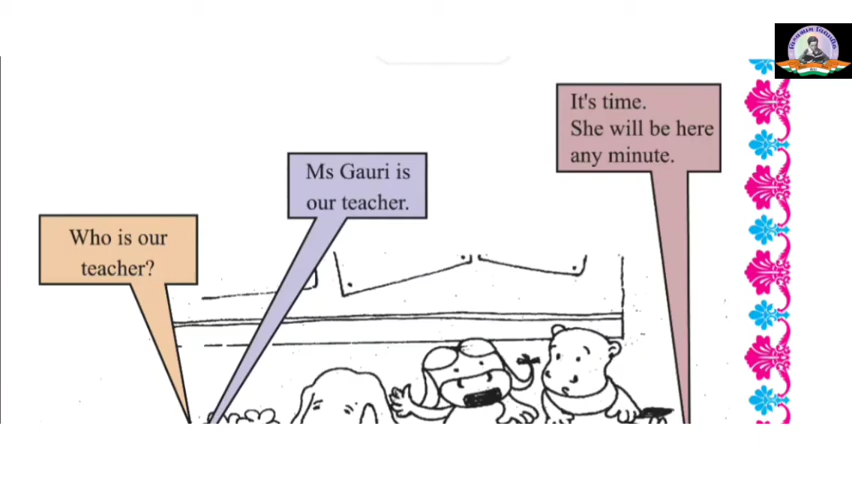 Who is our
teacher?
Ms Gauri is
our teacher.
It's time.
She will be here
any minute.